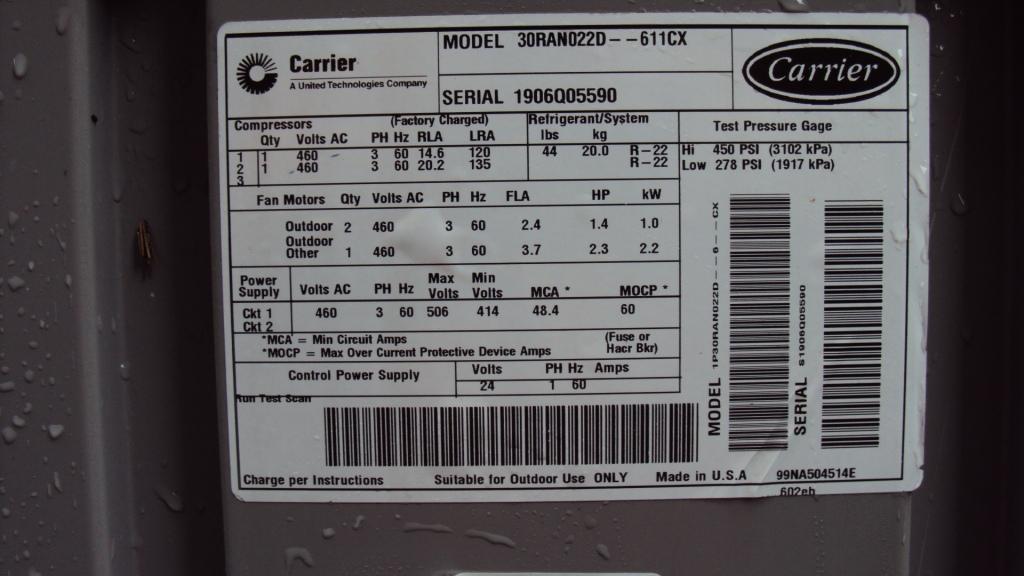 Carrier
A United Technologies Company
MODEL 30RAN022D--611CX
SERIAL 1906Q05590
Carrier
Compressors (Factory Charged) Refrigerant/System
Qty Volts AC PH Hz RLA LRA lbs kg
1 1 460 3 60 14.6 120 44 20.0 R-22
2 1 460 3 60 20.2 135 R-22
3
Test Pressure Gage
Hi 450 PSI (3102 kPa)
Low 278 PSI (1917 kPa)
Fan Motors Qty Volts AC PH Hz FLA HP kW
Outdoor 2 460 3 60 2.4 1.4 1.0
Outdoor
Other 1 460 3 60 3.7 2.3 2.2
Power Supply Volts AC PH Hz Max Volts Min Volts MCA * MOCP *
Ckt 1 460 3 60 506 414 48.4 60
Ckt 2
*MCA = Min Circuit Amps
*MOCP = Max Over Current Protective Device Amps
(Fuse or
Hacr Bkr)
Control Power Supply Volts PH Hz Amps
24 1 60
Run Test Scan
MODEL 1P30RAN022D--6--CX
SERIAL S1906Q05590
Charge per Instructions Suitable for Outdoor Use ONLY Made in U.S.A 99NA504514E
602eb